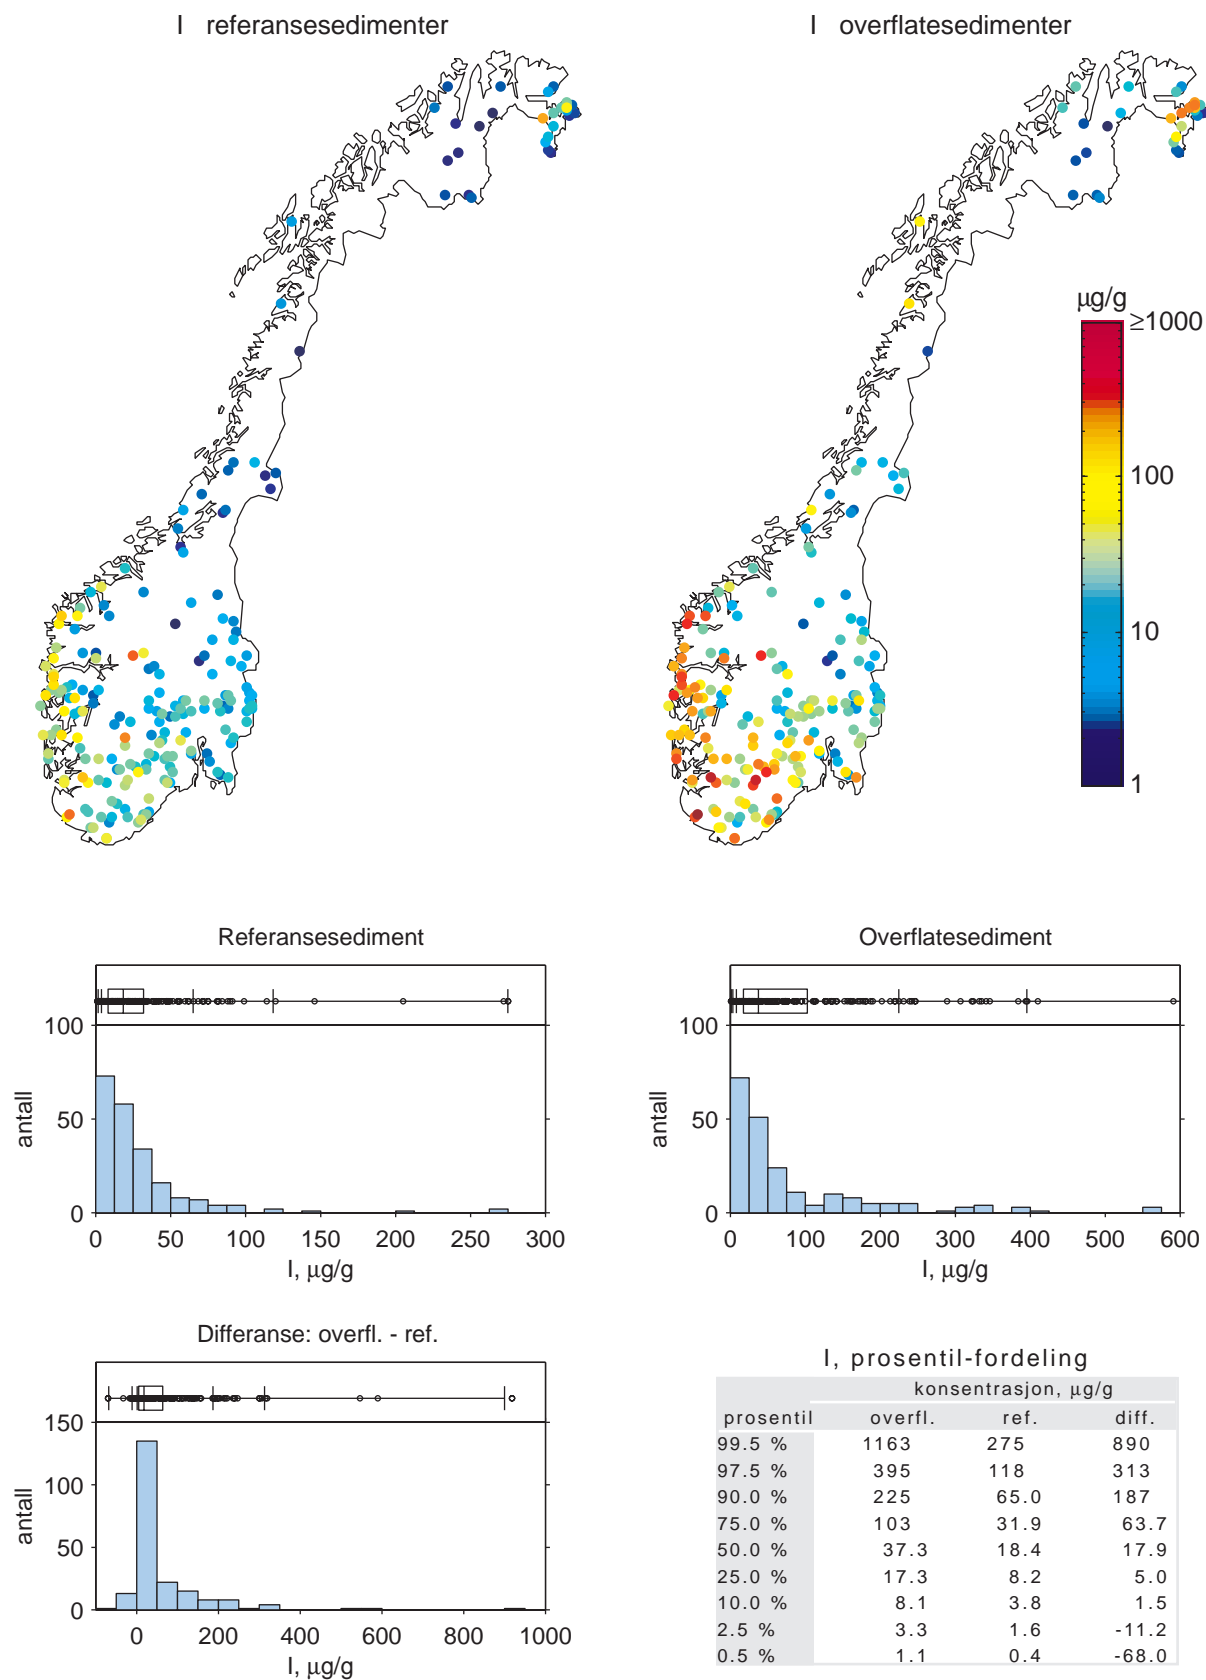 I referansesedimenter
I overflatesedimenter
μg/g
≥1000
100
10
1
Referansesediment
100
50
0
antall
0 50 100 150 200 250 300
I, μg/g
Overflatesediment
100
50
0
antall
0 100 200 300 400 500 600
I, μg/g
Differanse: overfl. - ref.
150
100
50
0
antall
0 200 400 600 800 1000
I, μg/g
I, prosentil-fordeling
konsentrasjon, μg/g
prosentil overfl. ref. diff.
99.5 % 1163 275 890
97.5 % 395 118 313
90.0 % 225 65.0 187
75.0 % 103 31.9 63.7
50.0 % 37.3 18.4 17.9
25.0 % 17.3 8.2 5.0
10.0 % 8.1 3.8 1.5
2.5 % 3.3 1.6 -11.2
0.5 % 1.1 0.4 -68.0